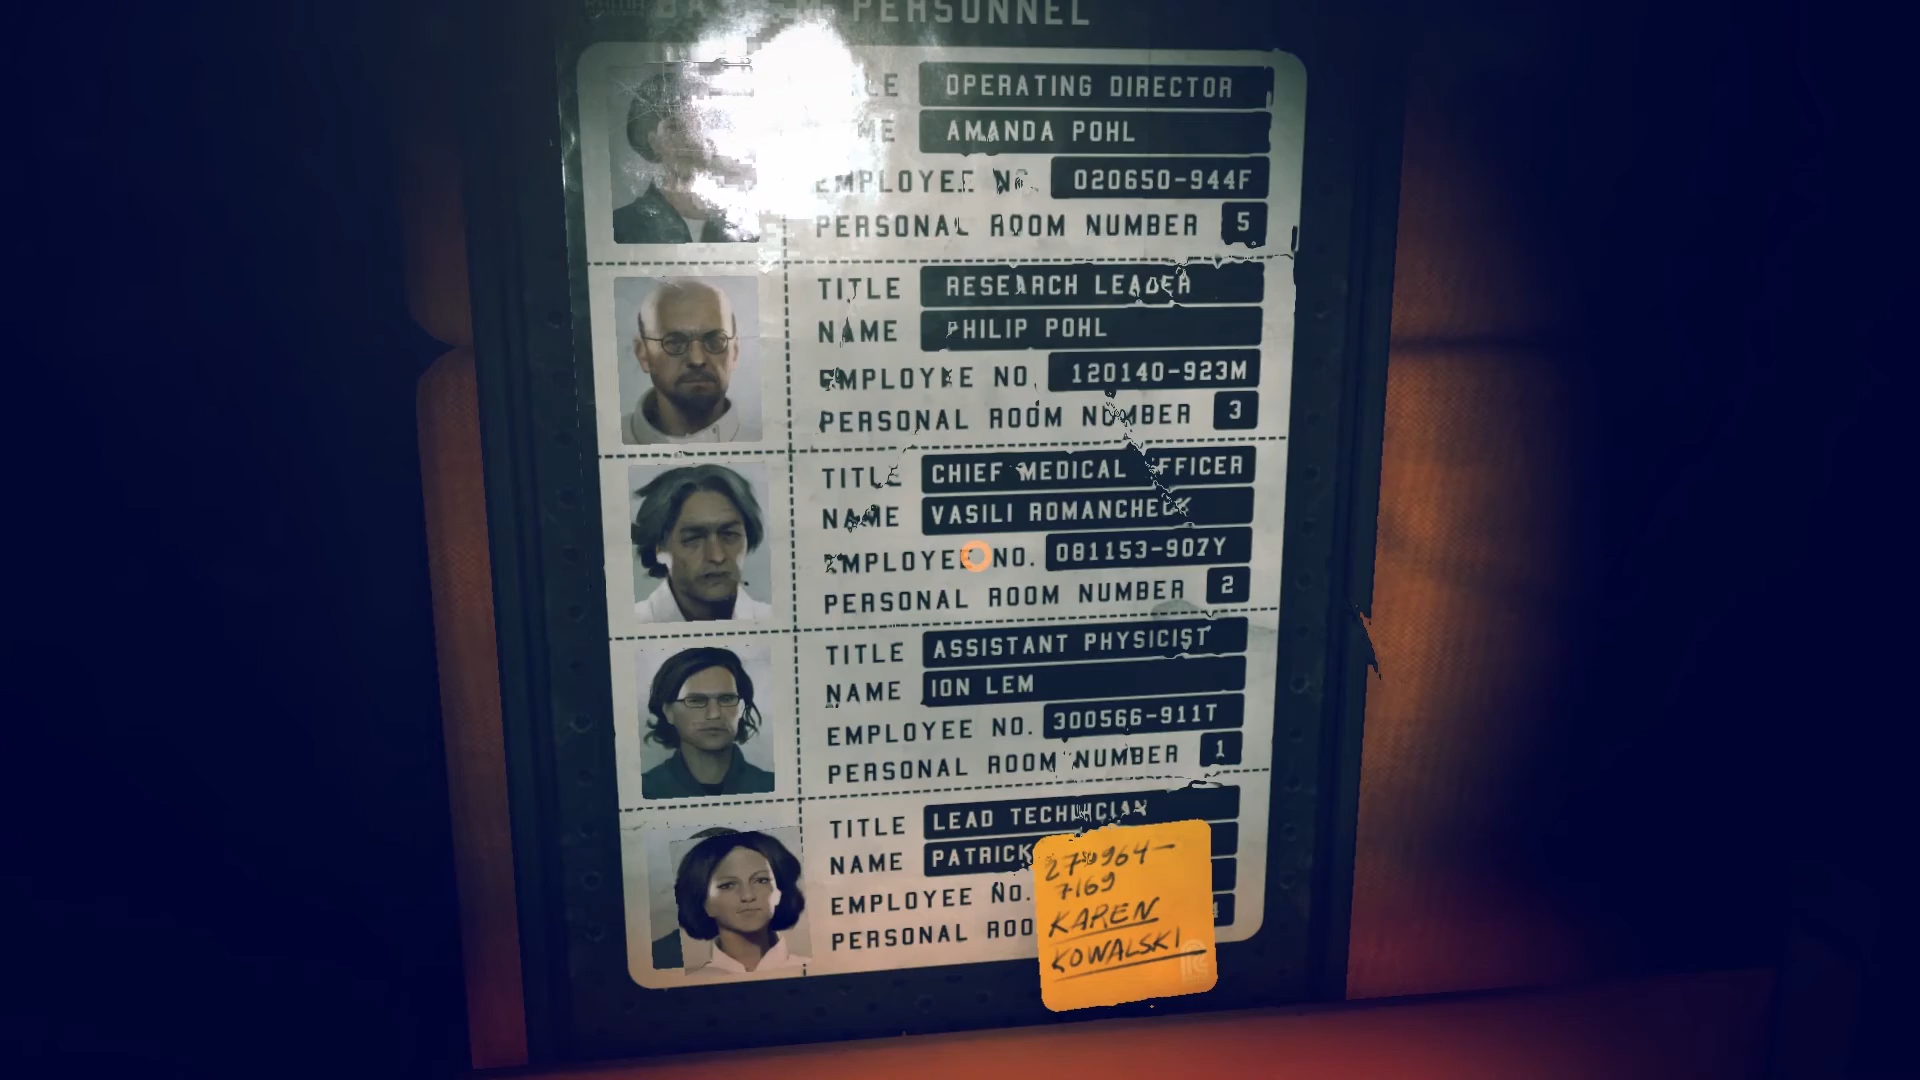 PERSONNEL
OPERATING DIRECTOR
AMANDA POHL
EMPLOYEE NO. 020650-944F
PERSONAL ROOM NUMBER 5
TITLE RESEARCH LEADER
NAME PHILIP POHL
EMPLOYEE NO. 120140-923M
PERSONAL ROOM NUMBER 3
TITLE CHIEF MEDICAL OFFICER
NAME VASILI ROMANCHECK
EMPLOYEE NO. 081153-907Y
PERSONAL ROOM NUMBER 2
TITLE ASSISTANT PHYSICIST
NAME ION LEM
EMPLOYEE NO. 300566-911T
PERSONAL ROOM NUMBER 1
TITLE LEAD TECHNICIAN
NAME PATRICK
EMPLOYEE NO.
PERSONAL
KAREN
KOWALSKI